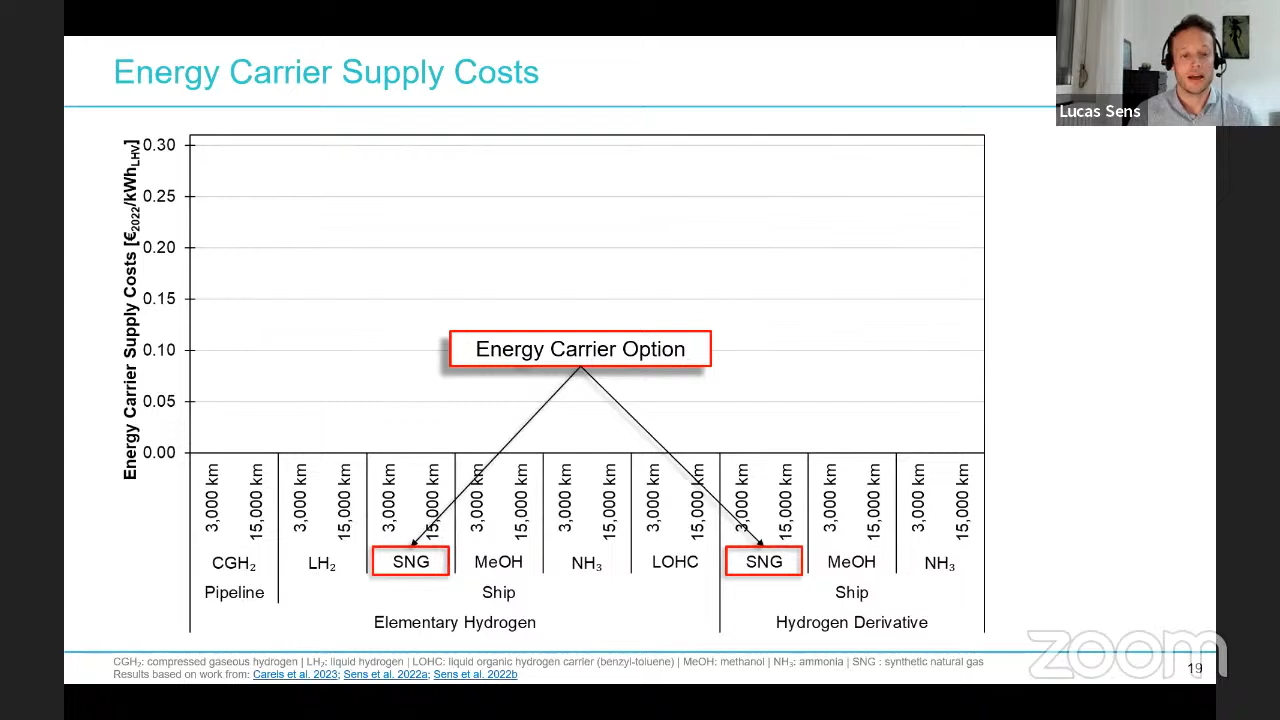 Energy Carrier Supply Costs
Lucas Sens
Energy Carrier Supply Costs [€2022/kWhLHV]
0.30
0.25
0.20
0.15
0.10
0.05
0.00
Energy Carrier Option
3,000 km 15,000 km 3,000 km 15,000 km 3,000 km 15,000 km 3,000 km 15,000 km 3,000 km 15,000 km 3,000 km 15,000 km 3,000 km 15,000 km 3,000 km 15,000 km 3,000 km 15,000 km
CGH₂ LH₂ SNG MeOH NH₃ LOHC SNG MeOH NH₃
Pipeline Ship Ship
Elementary Hydrogen Hydrogen Derivative
CGH₂: compressed gaseous hydrogen | LH₂: liquid hydrogen | LOHC: liquid organic hydrogen carrier (benzyl-toluene) | MeOH: methanol | NH₃: ammonia | SNG : synthetic natural gas
Results based on work from: Carels et al. 2023; Sens et al. 2022a; Sens et al. 2022b
19
zoom